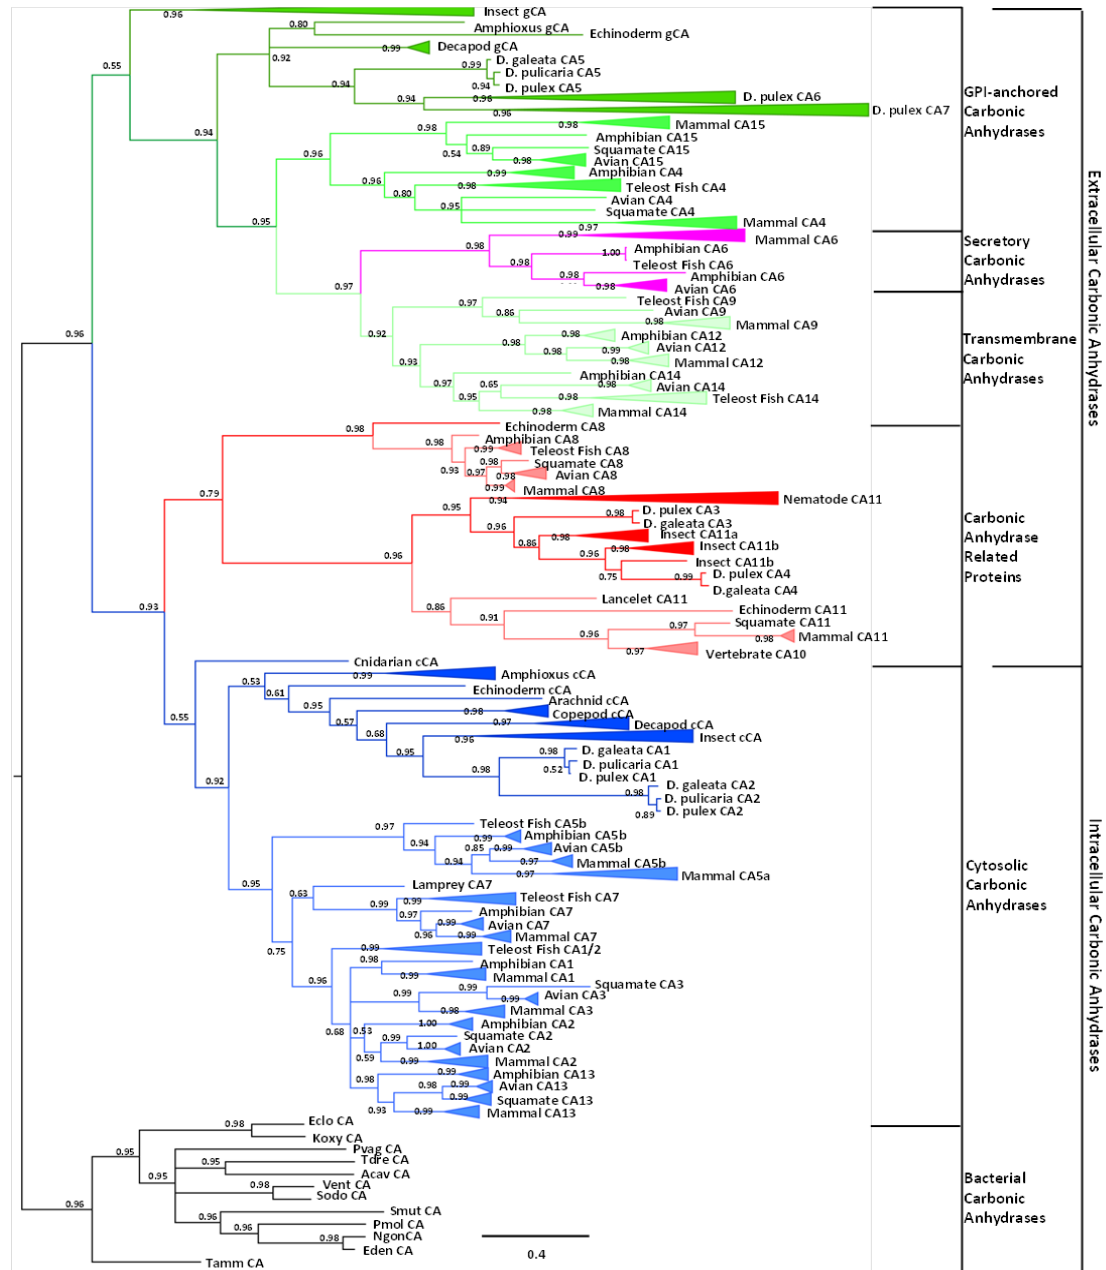 0.96
Insect gCA
0.80
Amphioxus gCA
Echinoderm gCA
0.92
0.99
Decapod gCA
0.99
D. galeata CA5
D. pulicaria CA5
0.94
D. pulex CA5
0.94
0.94
0.96
D. pulex CA6
0.96
D. pulex CA7
0.55
0.94
GPI-anchored
Carbonic
Anhydrases
0.98
0.98
Mammal CA15
Amphibian CA15
0.89
Squamate CA15
0.54
0.98
Avian CA15
0.96
0.99
Amphibian CA4
0.96
0.98
Teleost Fish CA4
0.80
Avian CA4
0.95
Squamate CA4
0.97
Mammal CA4
0.95
0.99
Mammal CA6
0.98
1.00
Amphibian CA6
0.98
Teleost Fish CA6
0.98
Amphibian CA6
0.98
Avian CA6
Secretory
Carbonic
Anhydrases
0.97
Teleost Fish CA9
0.97
0.86
Avian CA9
0.98
Mammal CA9
0.92
0.98
0.98
Amphibian CA12
0.98
0.99
Avian CA12
0.98
Mammal CA12
0.93
Amphibian CA14
0.97
0.65
0.98
Avian CA14
0.95
0.98
Teleost Fish CA14
0.98
Mammal CA14
Transmembrane
Carbonic
Anhydrases
Extracellular Carbonic Anhydrases
0.96
0.98
Echinoderm CA8
0.98
Amphibian CA8
0.99
Teleost Fish CA8
0.93
0.97
0.98
Squamate CA8
0.98
Avian CA8
0.99
Mammal CA8
0.79
0.94
Nematode CA11
0.95
0.98
D. pulex CA3
D. galeata CA3
0.96
0.98
Insect CA11a
0.86
0.98
Insect CA11b
0.96
Insect CA11b
0.75
0.99
D. pulex CA4
D.galeata CA4
0.96
Lancelet CA11
0.86
Echinoderm CA11
0.91
Squamate CA11
0.97
0.98
Mammal CA11
0.96
0.97
Vertebrate CA10
Carbonic
Anhydrase
Related
Proteins
0.93
Cnidarian cCA
0.99
Amphioxus cCA
0.53
0.61
Echinoderm cCA
0.95
Arachnid cCA
0.98
Copepod cCA
0.57
0.97
Decapod cCA
0.68
0.96
Insect cCA
0.95
0.98
D. galeata CA1
D. pulicaria CA1
0.52
D. pulex CA1
0.98
D. galeata CA2
0.98
D. pulicaria CA2
0.89
D. pulex CA2
0.55
0.92
0.97
Teleost Fish CA5b
0.99
Amphibian CA5b
0.94
0.85
0.99
Avian CA5b
0.94
0.97
Mammal CA5b
0.97
Mammal CA5a
0.95
0.63
Lamprey CA7
0.99
0.99
Teleost Fish CA7
0.97
Amphibian CA7
0.99
Avian CA7
0.96
0.99
Mammal CA7
0.75
0.99
Teleost Fish CA1/2
0.98
Amphibian CA1
0.99
Mammal CA1
0.96
Squamate CA3
0.99
0.99
Avian CA3
0.98
Mammal CA3
0.68
0.53
1.00
Amphibian CA2
0.99
Squamate CA2
1.00
Avian CA2
0.59
0.99
Mammal CA2
0.99
Amphibian CA13
0.98
0.98
0.99
Avian CA13
0.99
Squamate CA13
0.93
0.99
Mammal CA13
Cytosolic
Carbonic
Anhydrases
Intracellular Carbonic Anhydrases
0.98
Eclo CA
Koxy CA
0.95
Pvag CA
0.95
Tdre CA
0.95
Acav CA
0.98
Vent CA
Sodo CA
0.96
0.96
Smut CA
0.96
Pmol CA
0.98
NgonCA
Eden CA
Tamm CA
0.4
Bacterial
Carbonic
Anhydrases